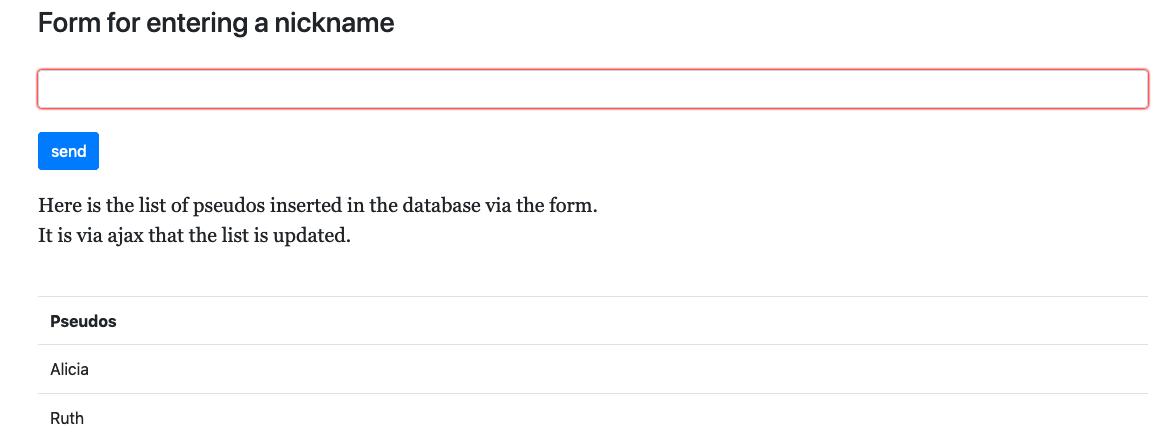 Form for entering a nickname
send
Here is the list of pseudos inserted in the database via the form.
It is via ajax that the list is updated.
Pseudos
Alicia
Ruth